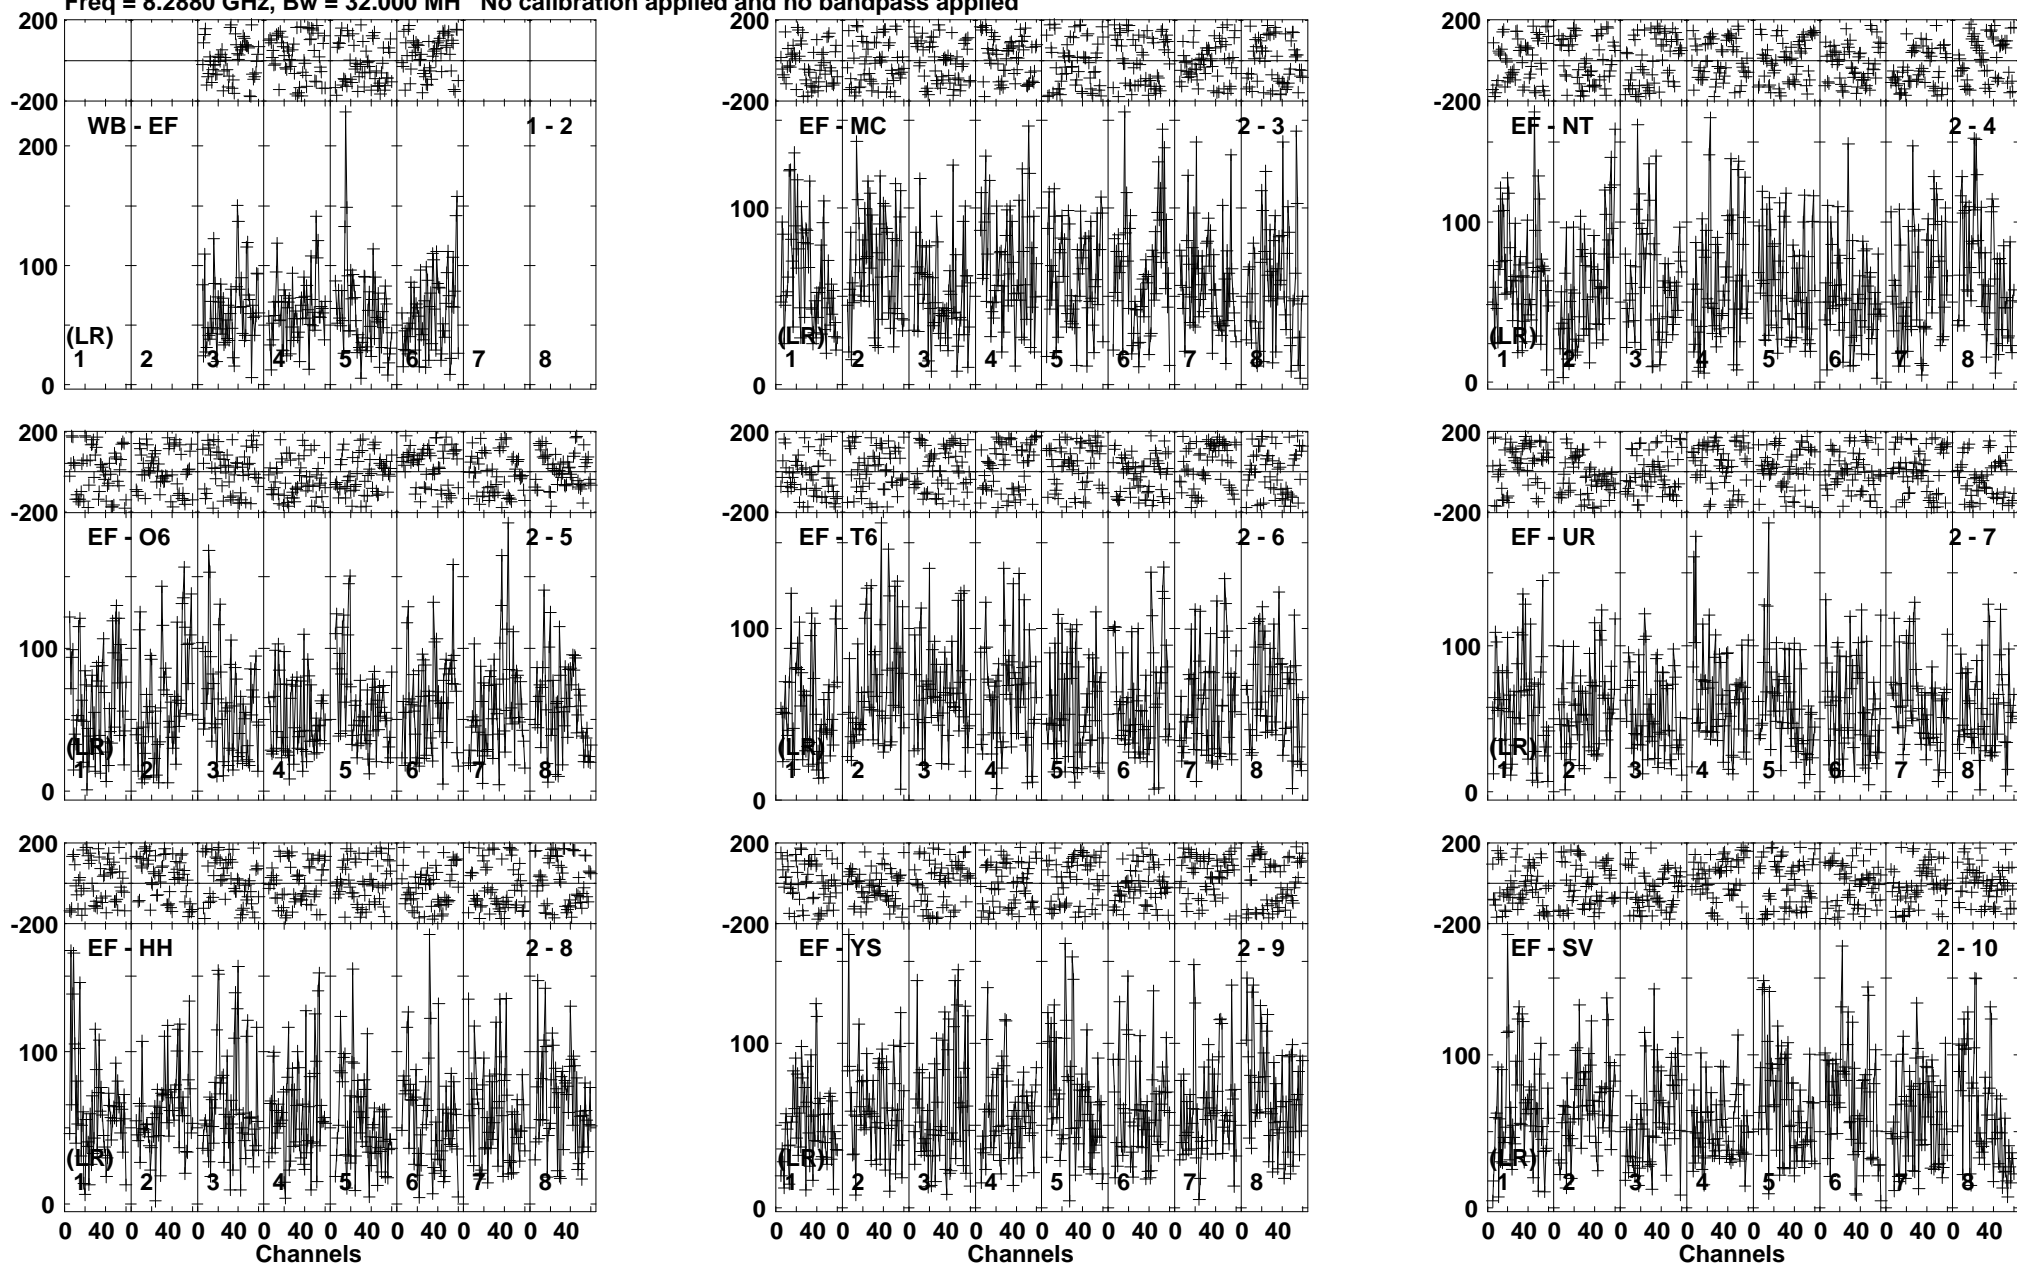 Freq = 8.2880 GHz, Bw = 32.000 MH No calibration applied and no bandpass applied
200 200 200
-200 -200 -200
WB - EF 1 - 2 EF - MC 2 - 3 EF - NT 2 - 4
200
100 100 100
(LR) (LR) (LR)
1 2 3 4 5 6 7 8 1 2 3 4 5 6 7 8 1 2 3 4 5 6 7 8
0 0 0
200 200 200
-200 -200 -200
EF - O6 2 - 5 EF - T6 2 - 6 EF - UR 2 - 7
100 100 100
(LR) (LR) (LR)
1 2 3 4 5 6 7 8 1 2 3 4 5 6 7 8 1 2 3 4 5 6 7 8
0 0 0
200 200 200
-200 -200 -200
EF - HH 2 - 8 EF - YS 2 - 9 EF - SV 2 - 10
100 100 100
(LR) (LR) (LR)
1 2 3 4 5 6 7 8 1 2 3 4 5 6 7 8 1 2 3 4 5 6 7 8
0 0 0
0 40 0 40 0 40 0 40 0 40 0 40 0 40 0 40 0 40 0 40 0 40 0 40 0 40 0 40 0 40 0 40 0 40 0 40 0 40 0 40 0 40 0 40 0 40 0 40
Channels Channels Channels